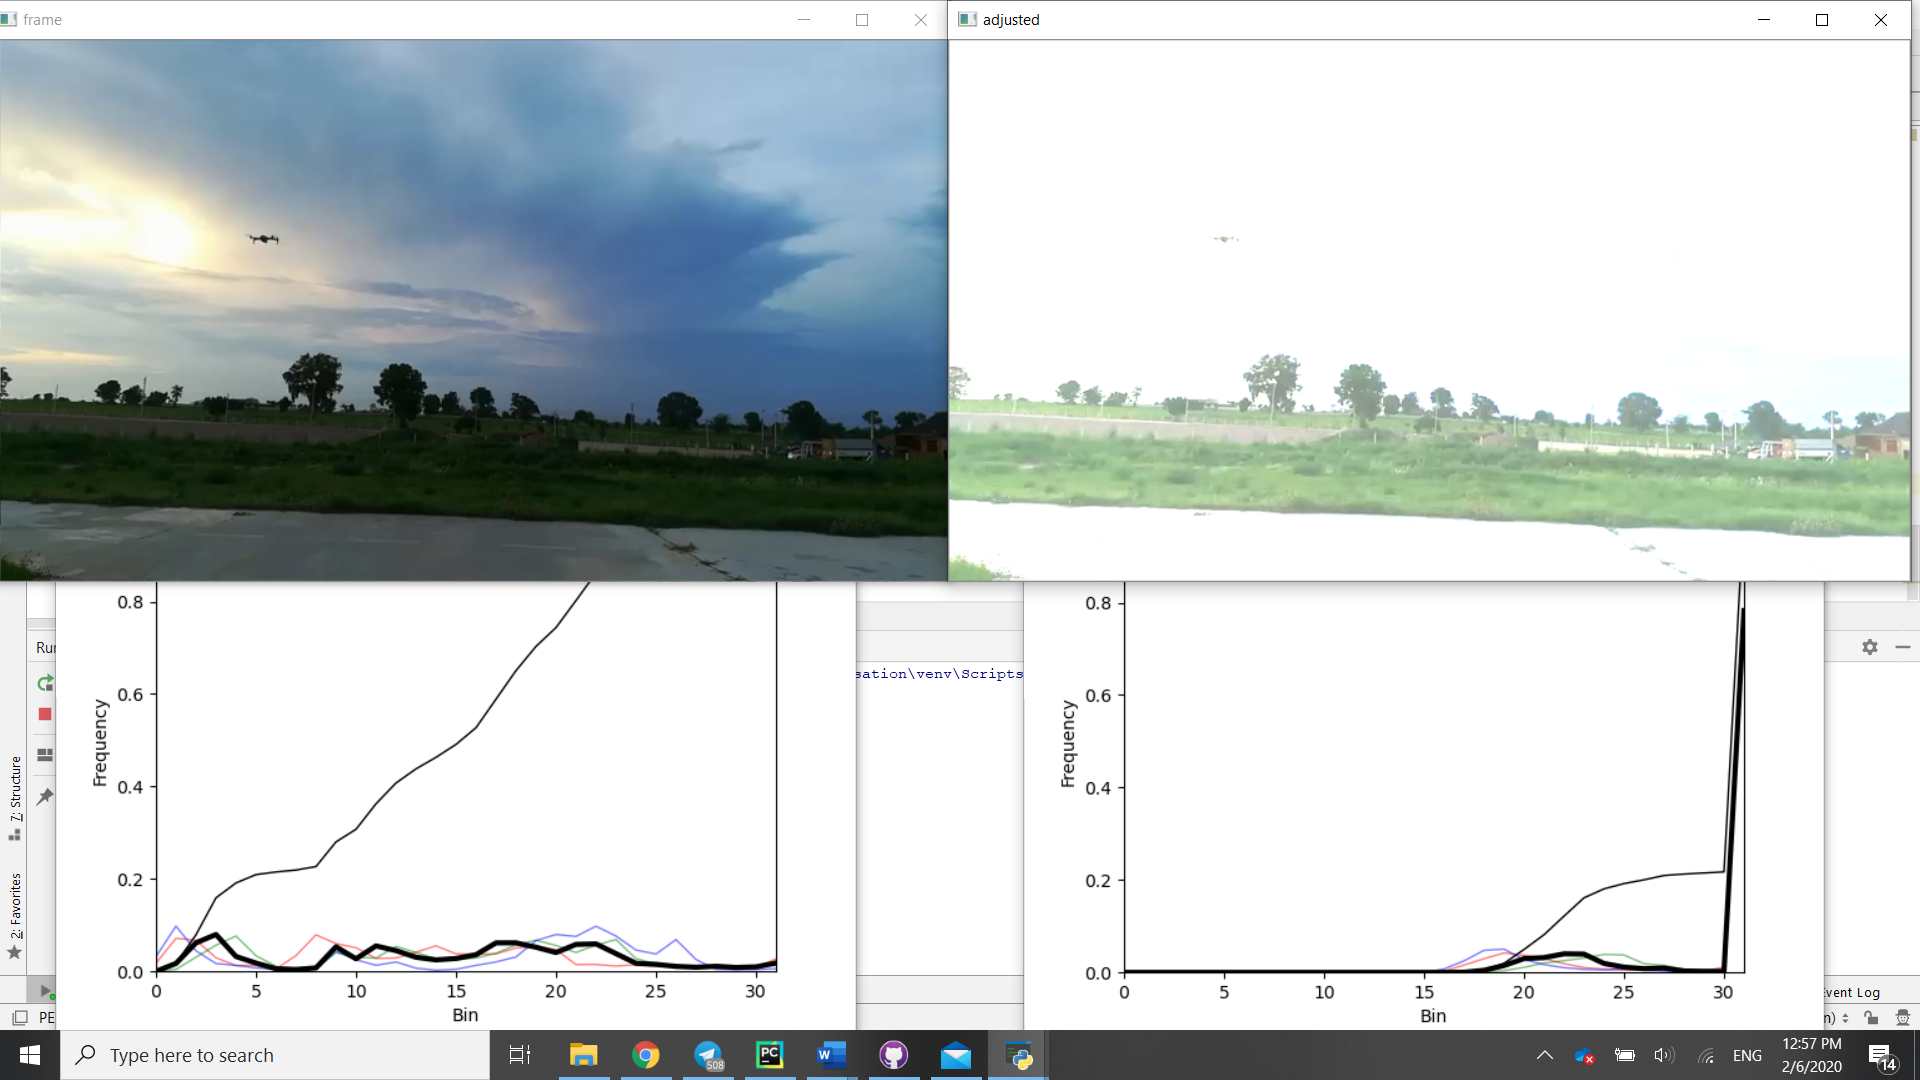 frame
adjusted
0.8
0.6
0.4
0.2
0.0
Frequency
0 5 10 15 20 25 30
Bin
0.8
0.6
0.4
0.2
0.0
Frequency
0 5 10 15 20 25 30
Bin
Run
sation\venv\Scripts
7: Structure
2: Favorites
PE
Event Log
n)
Type here to search
508
PC
W
ENG
12:57 PM
2/6/2020
14